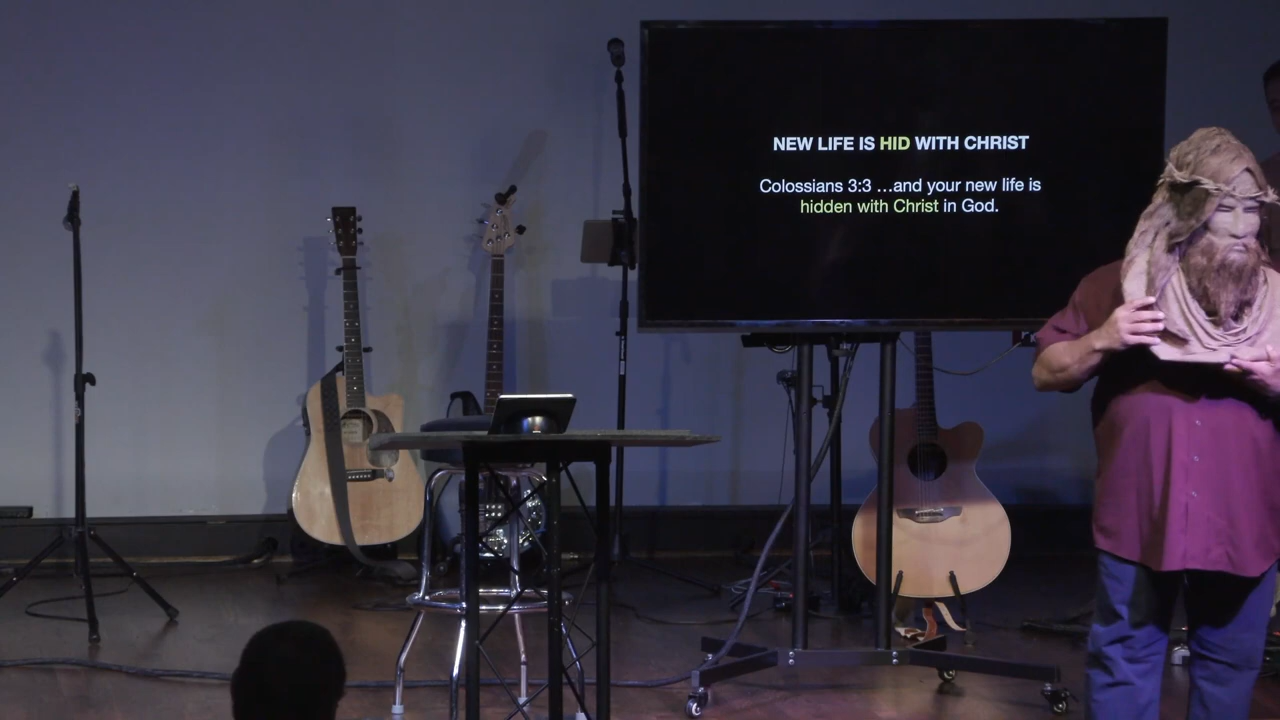 NEW LIFE IS HID WITH CHRIST
Colossians 3:3 …and your new life is
hidden with Christ in God.